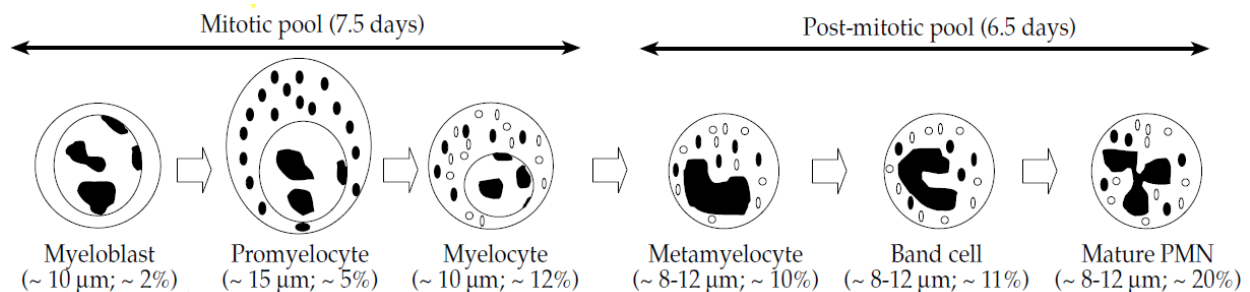 Mitotic pool (7.5 days)
Post-mitotic pool (6.5 days)
Myeloblast
(~ 10 µm; ~ 2%)
Promyelocyte
(~ 15 µm; ~ 5%)
Myelocyte
(~ 10 µm; ~ 12%)
Metamyelocyte
(~ 8-12 µm; ~ 10%)
Band cell
(~ 8-12 µm; ~ 11%)
Mature PMN
(~ 8-12 µm; ~ 20%)